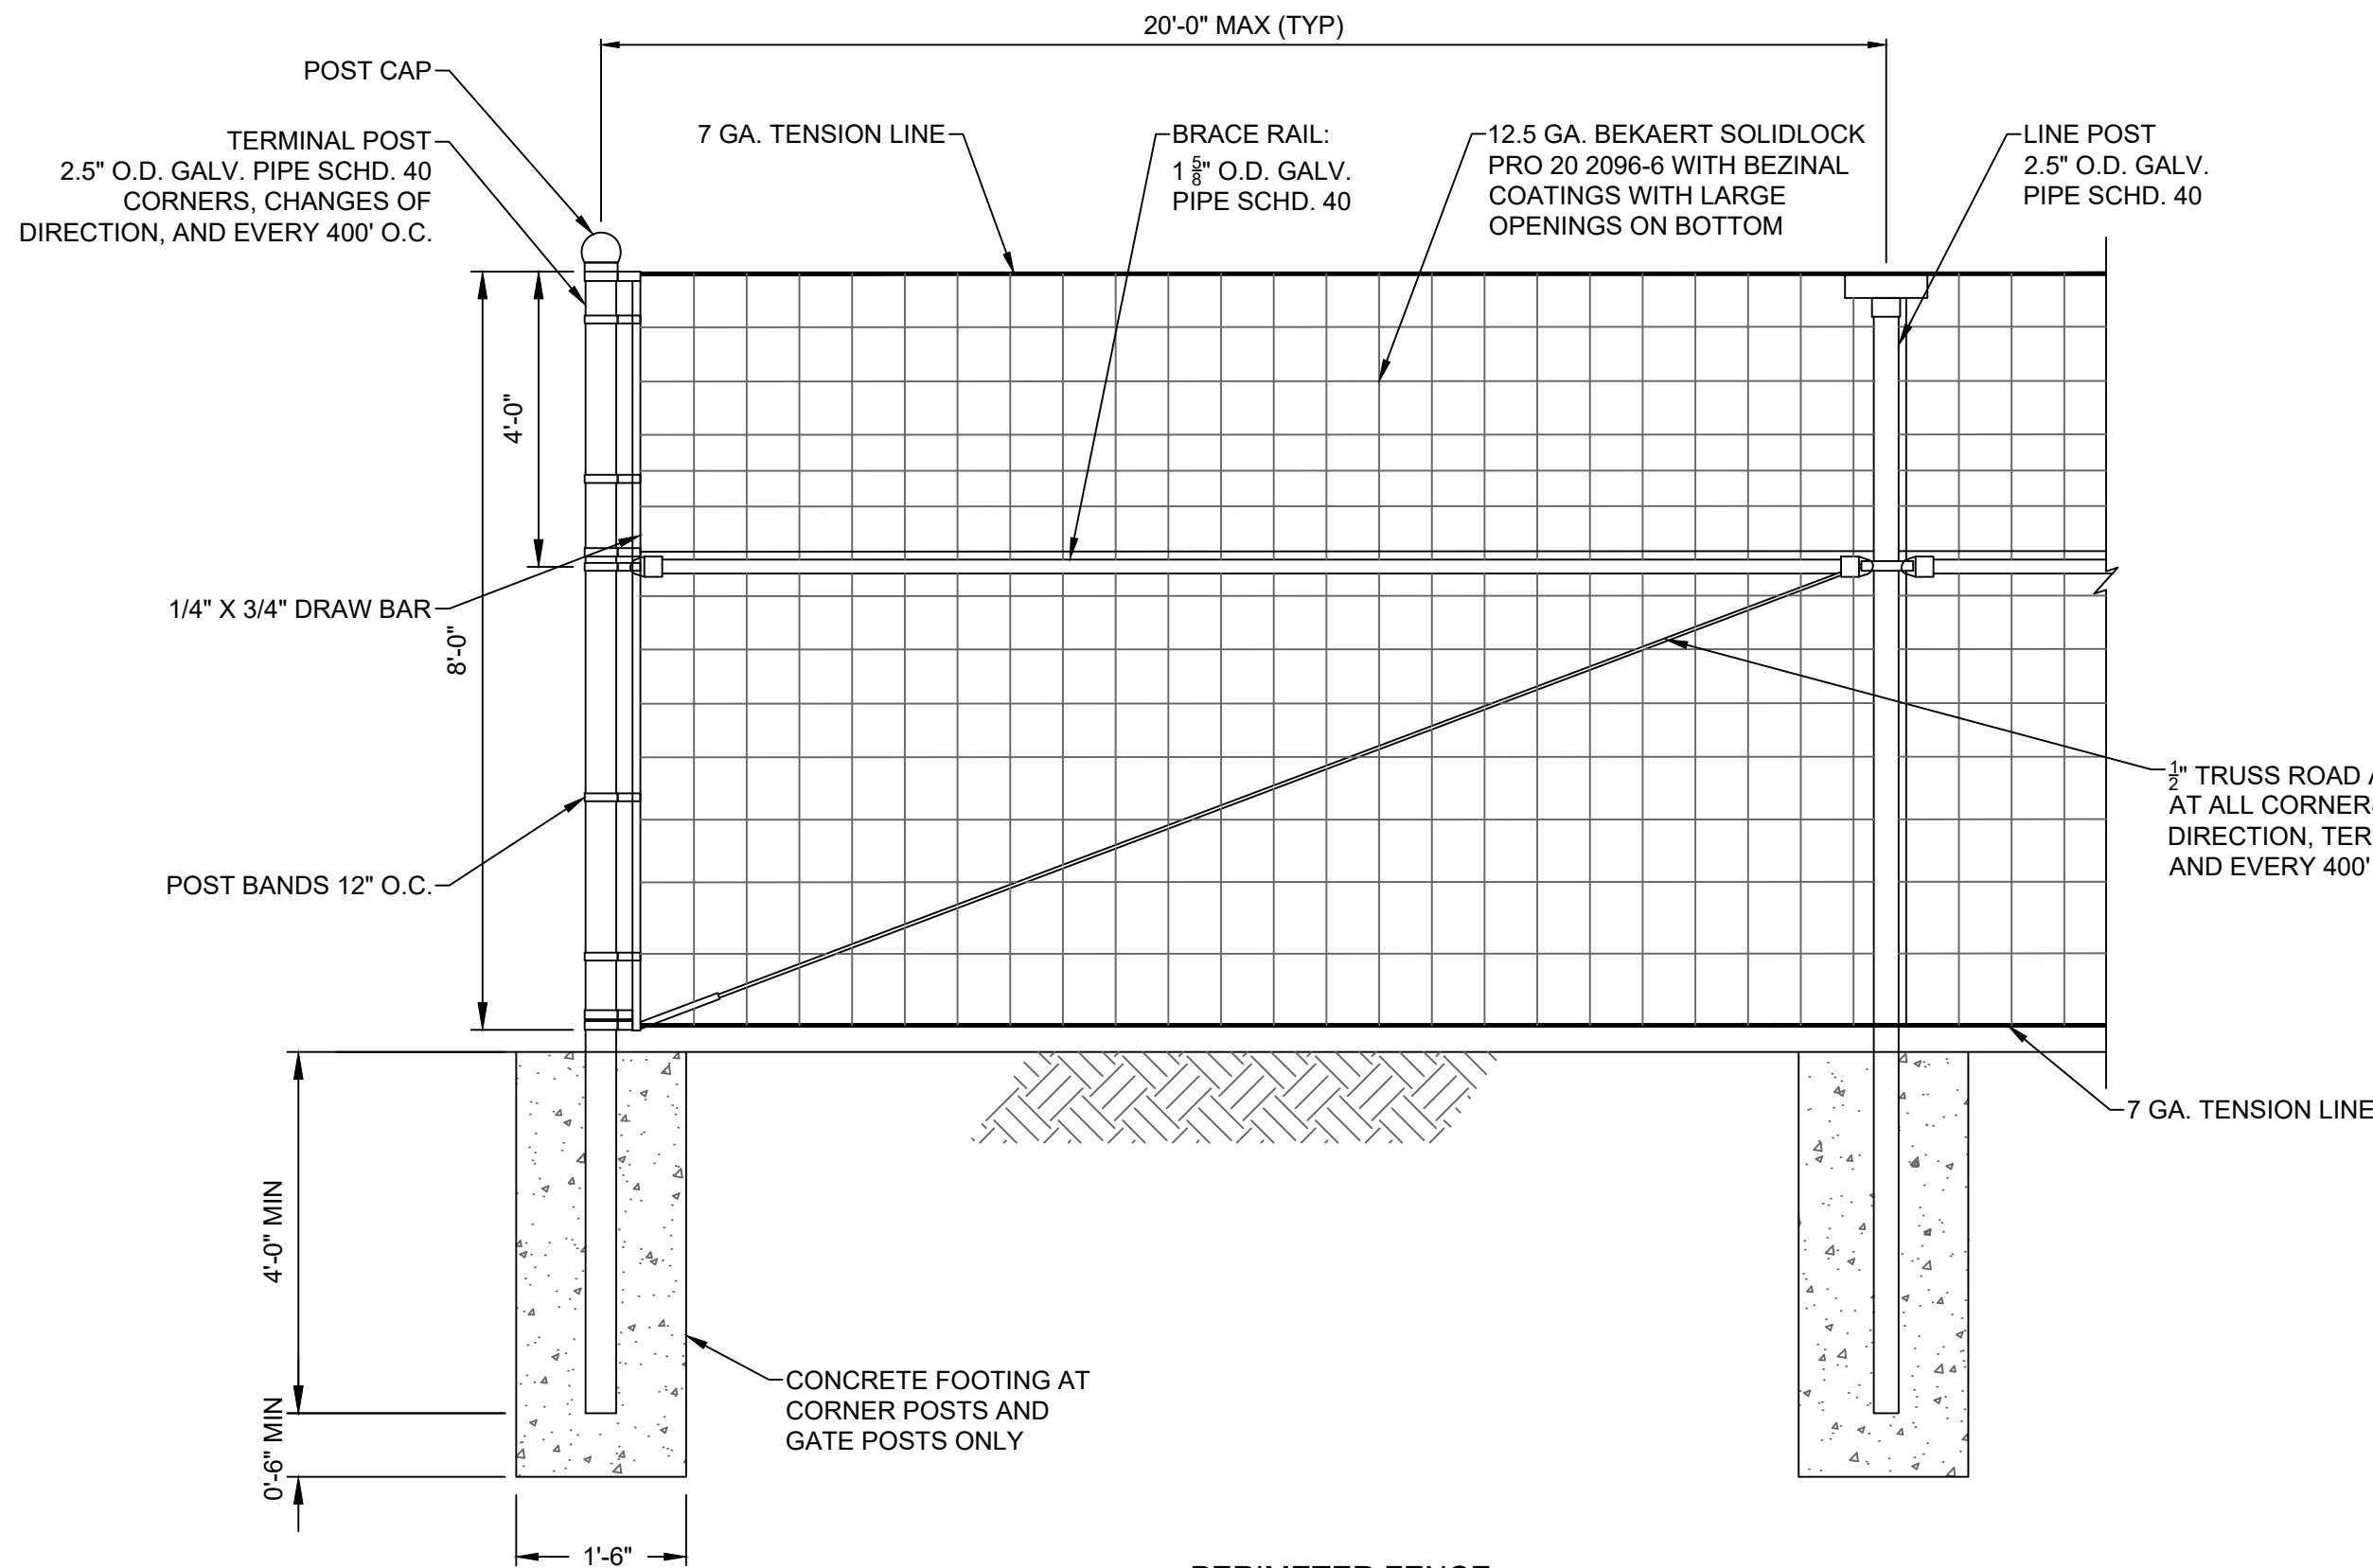 20'-0" MAX (TYP)
POST CAP
TERMINAL POST
2.5" O.D. GALV. PIPE SCHD. 40
CORNERS, CHANGES OF
DIRECTION, AND EVERY 400' O.C.
7 GA. TENSION LINE
BRACE RAIL:
1 5/8" O.D. GALV.
PIPE SCHD. 40
12.5 GA. BEKAERT SOLIDLOCK
PRO 20 2096-6 WITH BEZINAL
COATINGS WITH LARGE
OPENINGS ON BOTTOM
LINE POST
2.5" O.D. GALV.
PIPE SCHD. 40
4'-0"
1/4" X 3/4" DRAW BAR
8'-0"
1/2" TRUSS ROAD
AT ALL CORNERS
DIRECTION, TER
AND EVERY 400'
POST BANDS 12" O.C.
7 GA. TENSION LINE
4'-0" MIN
CONCRETE FOOTING AT
CORNER POSTS AND
GATE POSTS ONLY
0'-6" MIN
1'-6"
PERIMETER FENCE